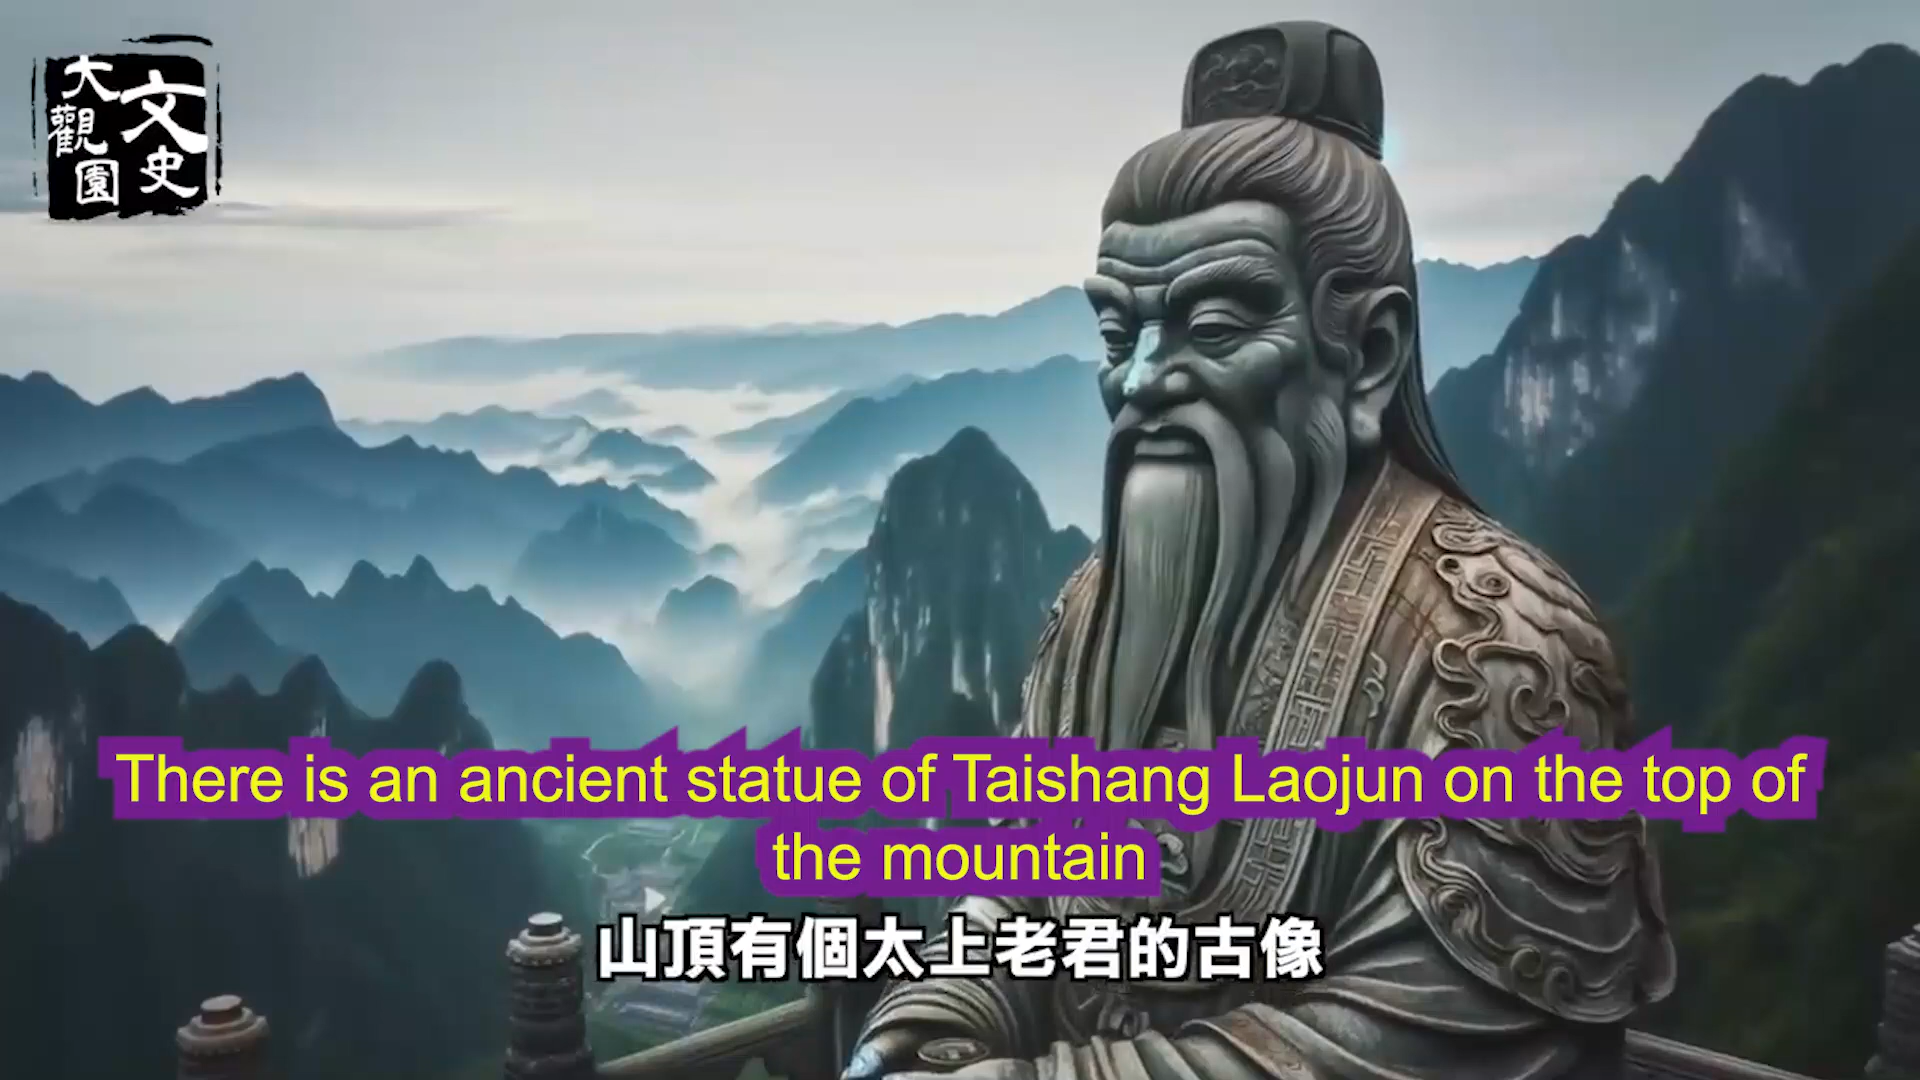 文史
大觀園
There is an ancient statue of Taishang Laojun on the top of
the mountain
山頂有個太上老君的古像